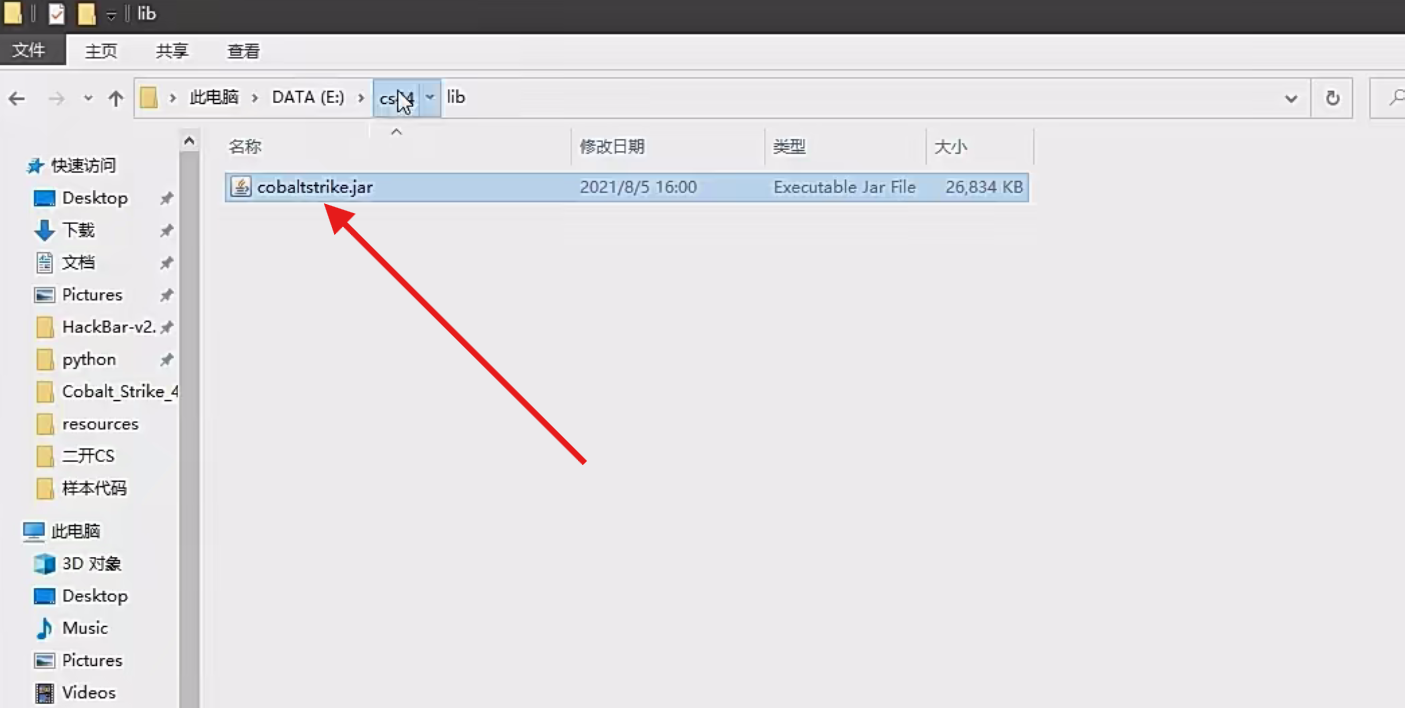 lib
文件 主页 共享 查看
此电脑 DATA (E:) lib
名称 修改日期 类型 大小
cobaltstrike.jar 2021/8/5 16:00 Executable Jar File 26,834 KB
快速访问
Desktop
下载
文档
Pictures
HackBar-v2.
python
Cobalt_Strike_4
resources
二开CS
样本代码
此电脑
3D 对象
Desktop
Music
Pictures
Videos